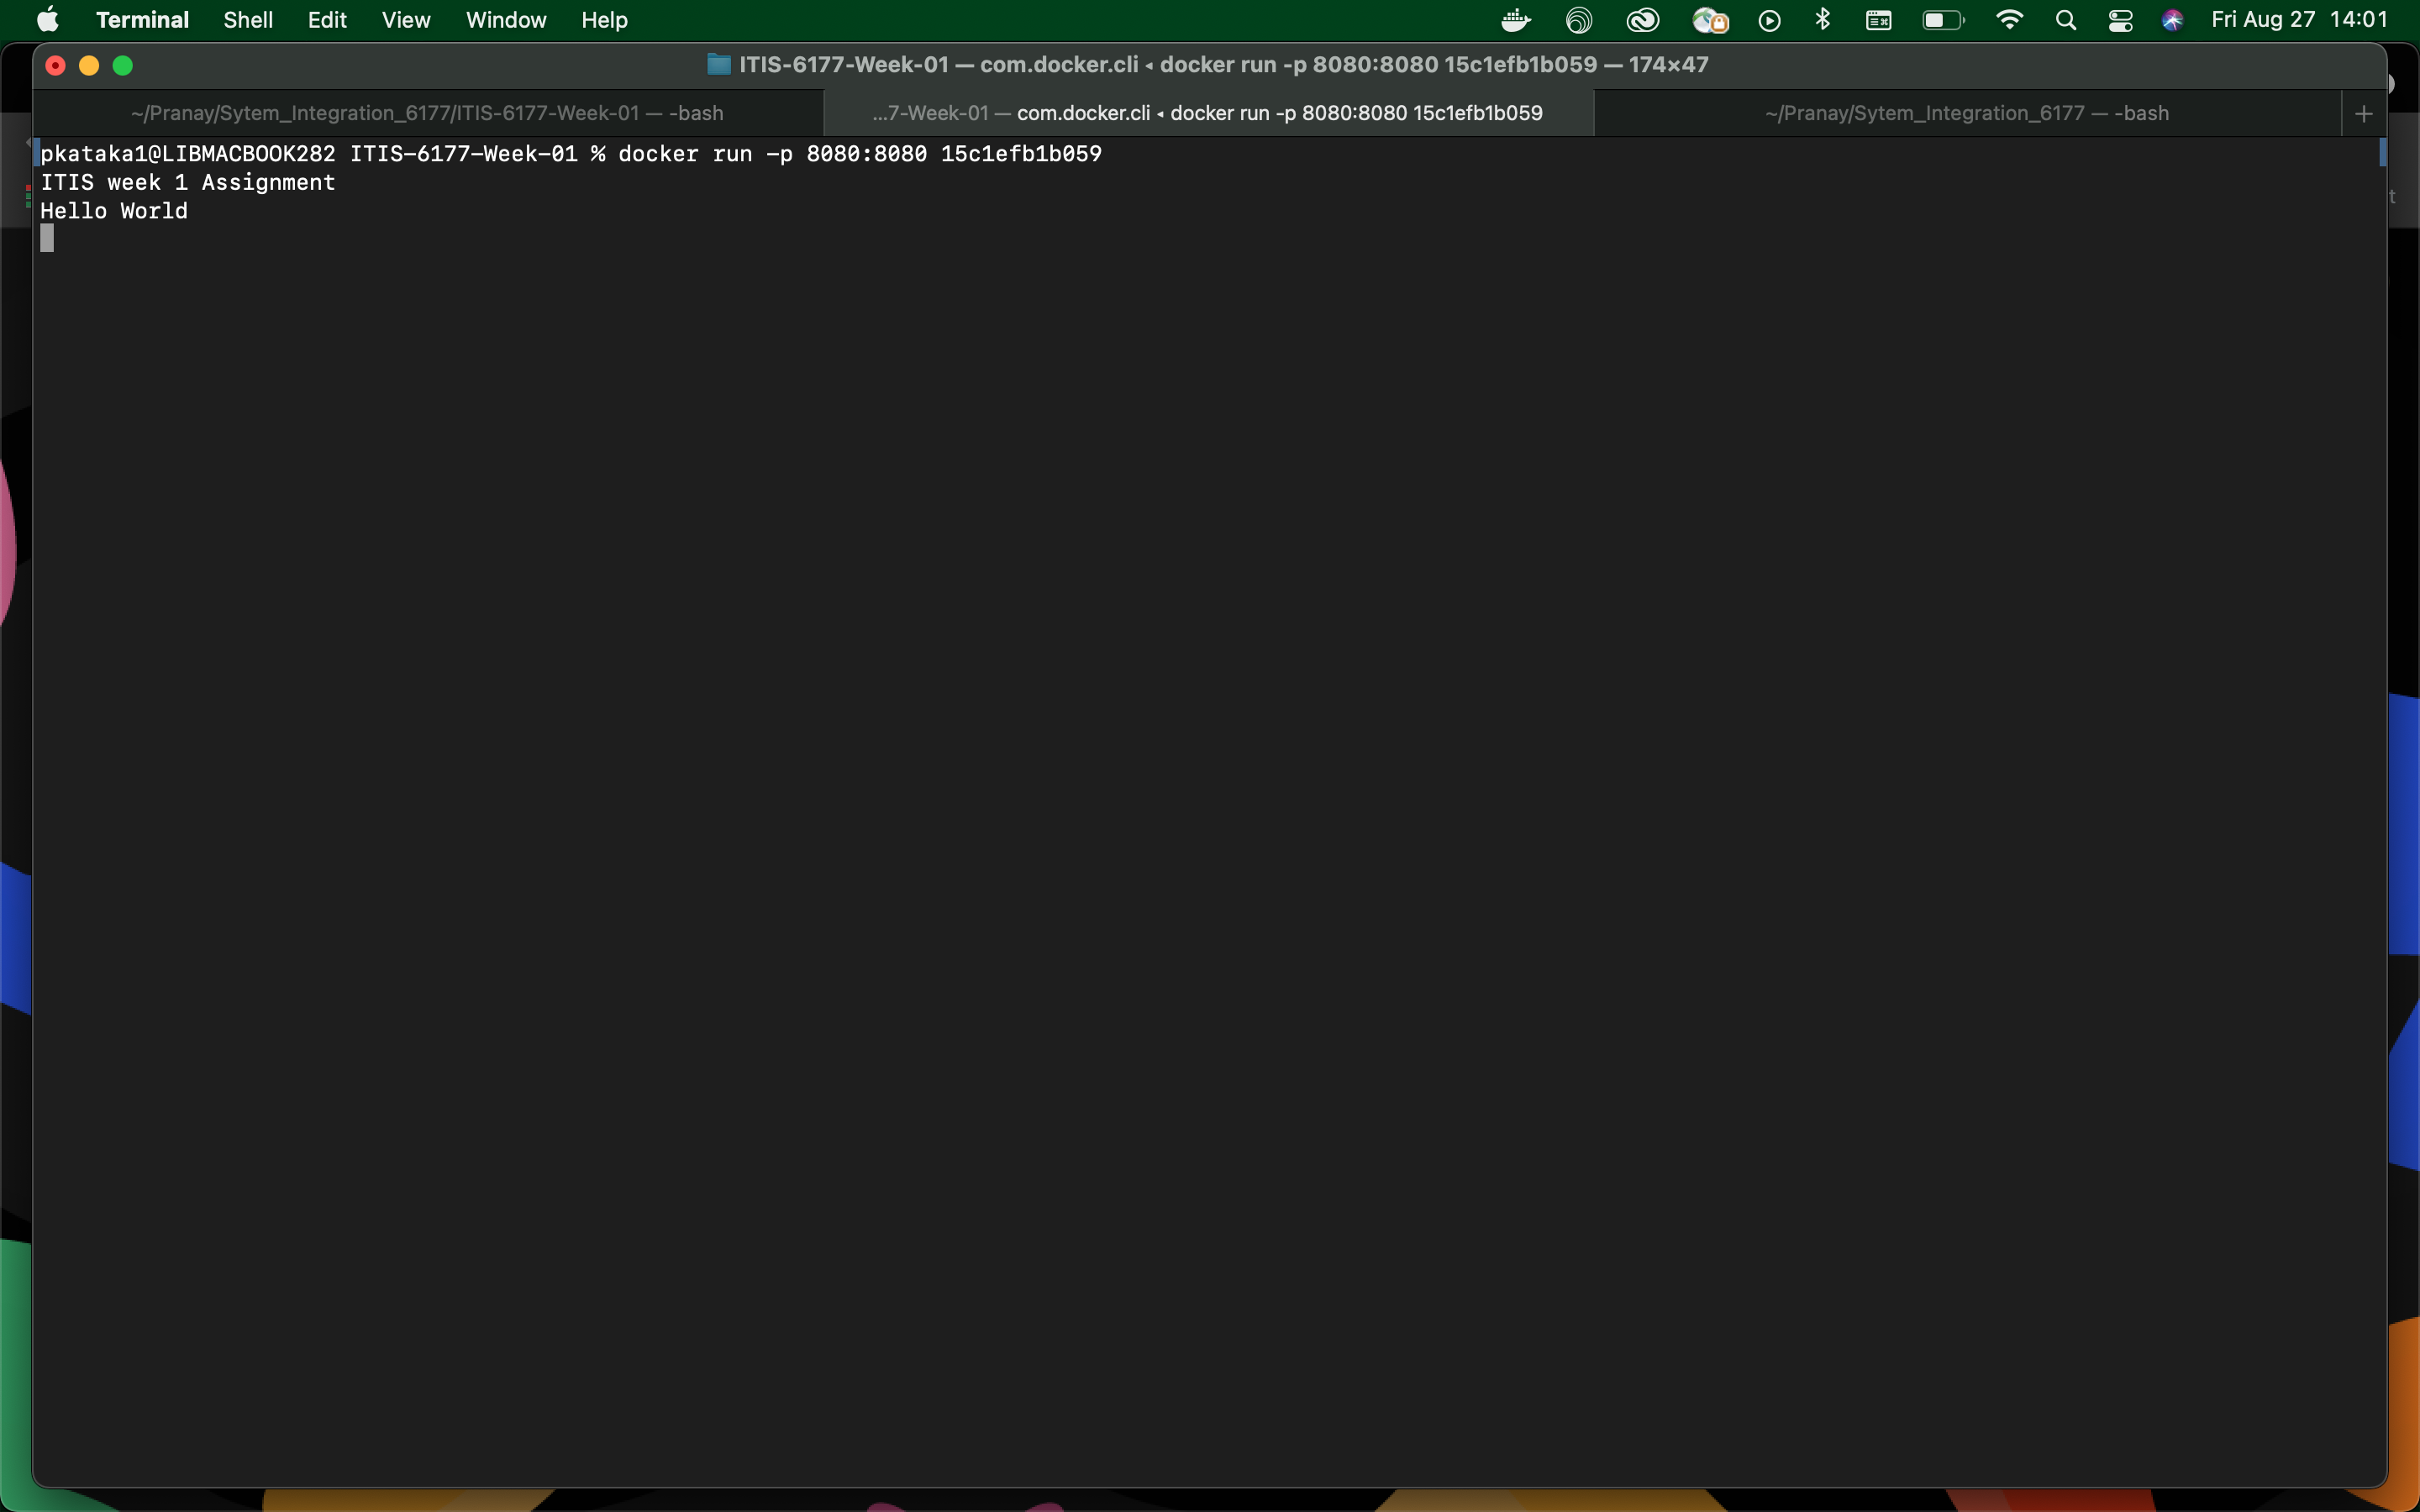 Terminal Shell Edit View Window Help Fri Aug 27 14:01
ITIS-6177-Week-01 — com.docker.cli ◂ docker run -p 8080:8080 15c1efb1b059 — 174×47
~/Pranay/Sytem_Integration_6177/ITIS-6177-Week-01 — -bash ...7-Week-01 — com.docker.cli ◂ docker run -p 8080:8080 15c1efb1b059 ~/Pranay/Sytem_Integration_6177 — -bash +
pkataka1@LIBMACBOOK282 ITIS-6177-Week-01 % docker run -p 8080:8080 15c1efb1b059
ITIS week 1 Assignment
Hello World